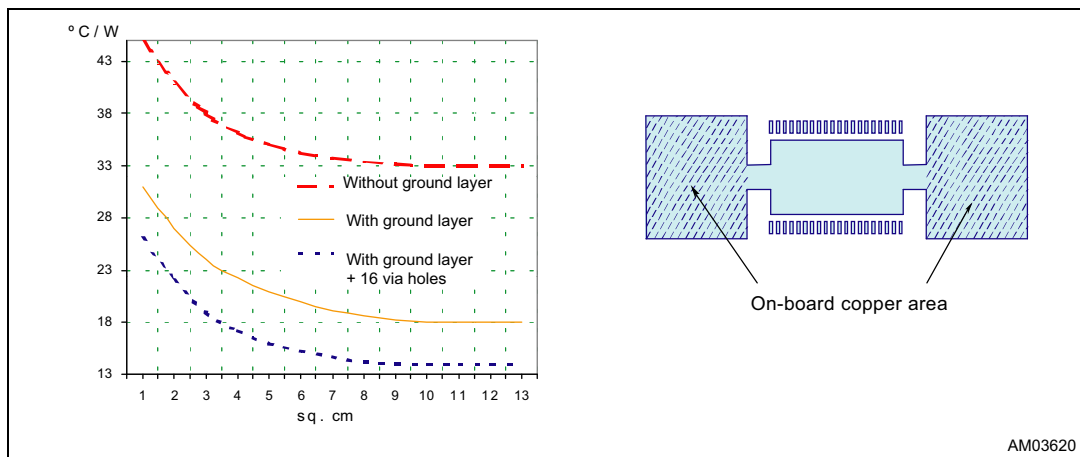 ºC/W
43
38
33
28
23
18
13
1 2 3 4 5 6 7 8 9 10 11 12 13
sq. cm
Without ground layer
With ground layer
With ground layer
+ 16 via holes
On-board copper area
AM03620